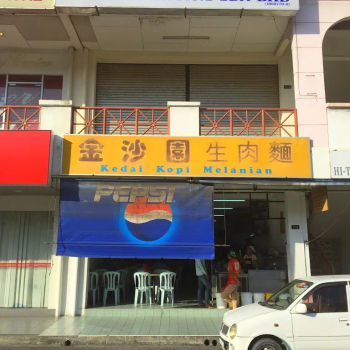 金沙園生肉麵
Kedai Kopi Melanian
PEPSI
HI-T